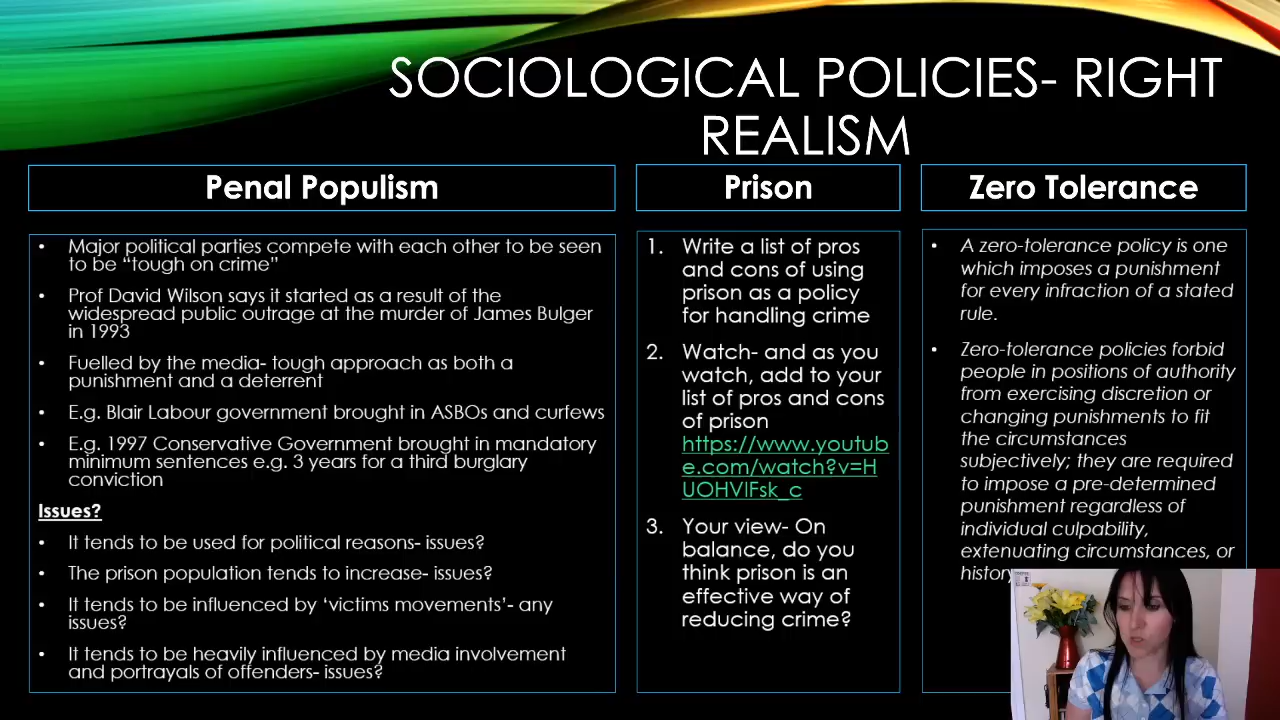 SOCIOLOGICAL POLICIES- RIGHT
REALISM
Penal Populism
• Major political parties compete with each other to be seen
to be “tough on crime”
• Prof David Wilson says it started as a result of the
widespread public outrage at the murder of James Bulger
in 1993
• Fuelled by the media- tough approach as both a
punishment and a deterrent
• E.g. Blair Labour government brought in ASBOs and curfews
• E.g. 1997 Conservative Government brought in mandatory
minimum sentences e.g. 3 years for a third burglary
conviction
Issues?
• It tends to be used for political reasons- issues?
• The prison population tends to increase- issues?
• It tends to be influenced by ‘victims movements’- any
issues?
• It tends to be heavily influenced by media involvement
and portrayals of offenders- issues?
Prison
1. Write a list of pros
and cons of using
prison as a policy
for handling crime
2. Watch- and as you
watch, add to your
list of pros and cons
of prison
https://www.youtub
e.com/watch?v=H
UOHVlFsk_c
3. Your view- On
balance, do you
think prison is an
effective way of
reducing crime?
Zero Tolerance
• A zero-tolerance policy is one
which imposes a punishment
for every infraction of a stated
rule.
• Zero-tolerance policies forbid
people in positions of authority
from exercising discretion or
changing punishments to fit
the circumstances
subjectively; they are required
to impose a pre-determined
punishment regardless of
individual culpability,
extenuating circumstances, or
history